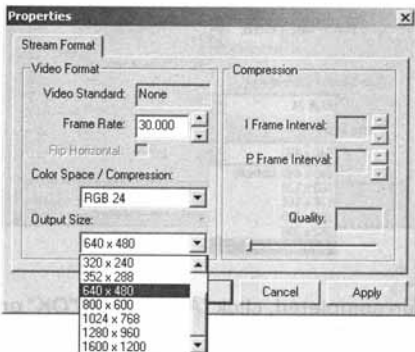 Properties
Stream Format
Video Format
Video Standard: None
Frame Rate: 30.000
Flip Horizontal:
Color Space / Compression:
RGB 24
Output Size:
640 x 480
320 x 240
352 x 288
640 x 480
800 x 600
1024 x 768
1280 x 960
1600 x 1200
Compression
I Frame Interval:
P Frame Interval:
Quality:
Cancel
Apply